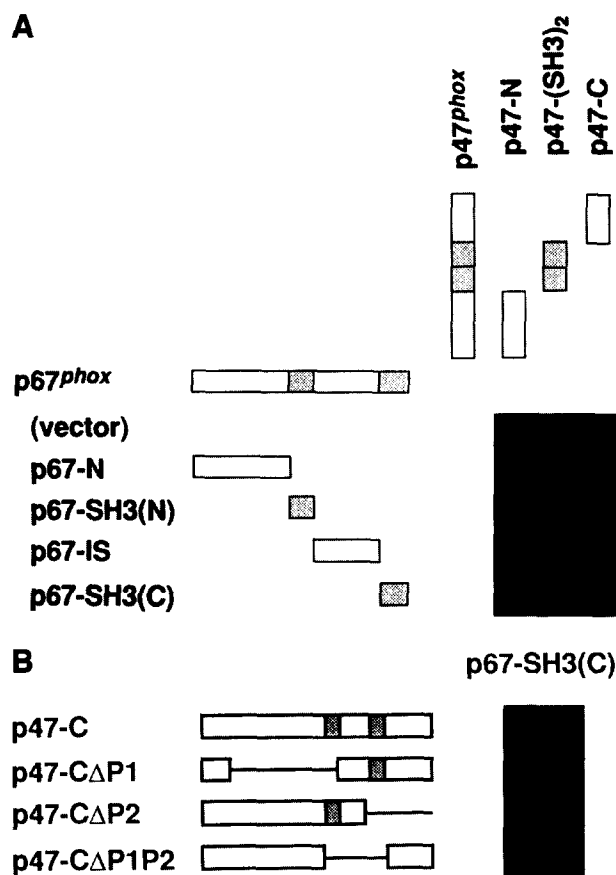 A
p47phox
p47-N
p47-(SH3)2
p47-C
p67phox
(vector)
p67-N
p67-SH3(N)
p67-IS
p67-SH3(C)
B
p67-SH3(C)
p47-C
p47-CΔP1
p47-CΔP2
p47-CΔP1P2